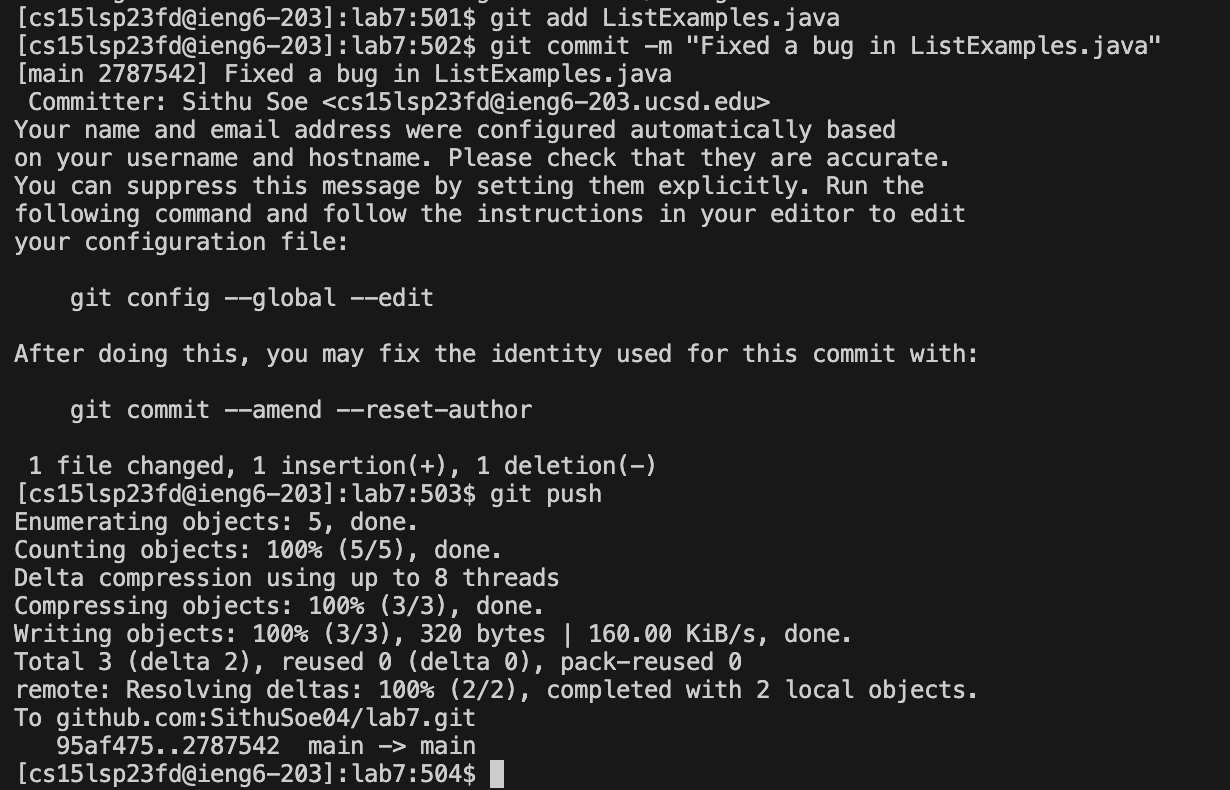 [cs15lsp23fd@ieng6-203]:lab7:501$ git add ListExamples.java
[cs15lsp23fd@ieng6-203]:lab7:502$ git commit -m "Fixed a bug in ListExamples.java"
[main 2787542] Fixed a bug in ListExamples.java
 Committer: Sithu Soe <cs15lsp23fd@ieng6-203.ucsd.edu>
Your name and email address were configured automatically based
on your username and hostname. Please check that they are accurate.
You can suppress this message by setting them explicitly. Run the
following command and follow the instructions in your editor to edit
your configuration file:

    git config --global --edit

After doing this, you may fix the identity used for this commit with:

    git commit --amend --reset-author

 1 file changed, 1 insertion(+), 1 deletion(-)
[cs15lsp23fd@ieng6-203]:lab7:503$ git push
Enumerating objects: 5, done.
Counting objects: 100% (5/5), done.
Delta compression using up to 8 threads
Compressing objects: 100% (3/3), done.
Writing objects: 100% (3/3), 320 bytes | 160.00 KiB/s, done.
Total 3 (delta 2), reused 0 (delta 0), pack-reused 0
remote: Resolving deltas: 100% (2/2), completed with 2 local objects.
To github.com:SithuSoe04/lab7.git
   95af475..2787542  main -> main
[cs15lsp23fd@ieng6-203]:lab7:504$